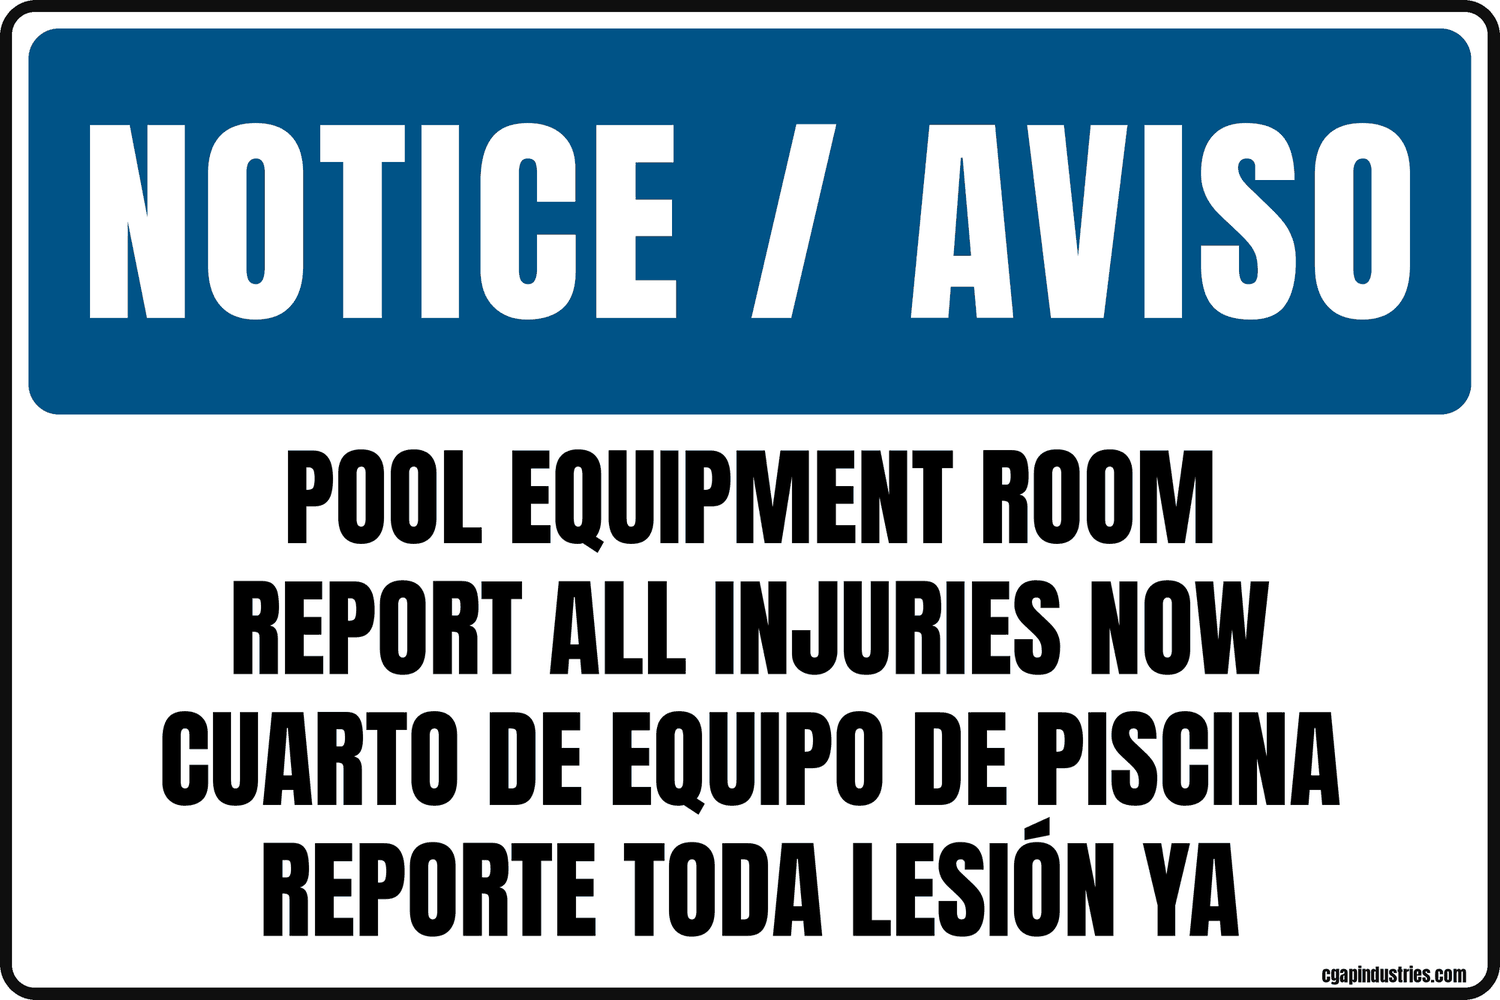 NOTICE / AVISO
POOL EQUIPMENT ROOM
REPORT ALL INJURIES NOW
CUARTO DE EQUIPO DE PISCINA
REPORTE TODA LESIÓN YA
cgapindustries.com